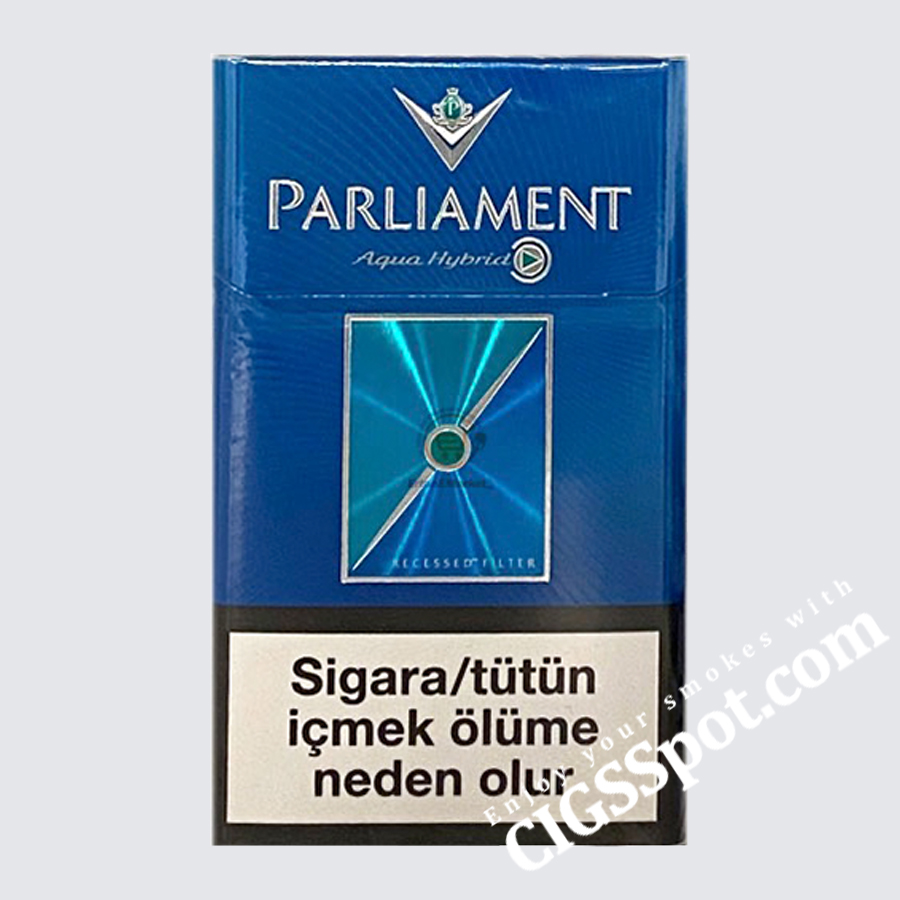 P
PARLIAMENT
Aqua Hybrid
RECESSED FILTER
Sigara/tütün
içmek ölüme
neden olur
Enjoy your smokes with
CIGSSpot.com